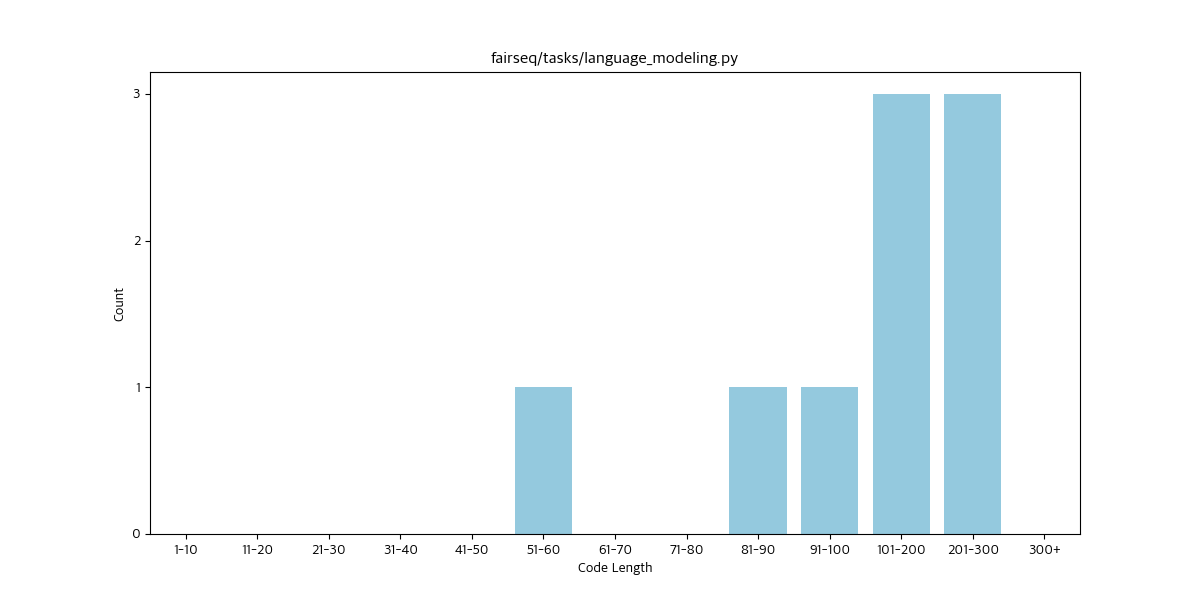 fairseq/tasks/language_modeling.py
3
2
1
0
Count
1-10 11-20 21-30 31-40 41-50 51-60 61-70 71-80 81-90 91-100 101-200 201-300 300+
Code Length